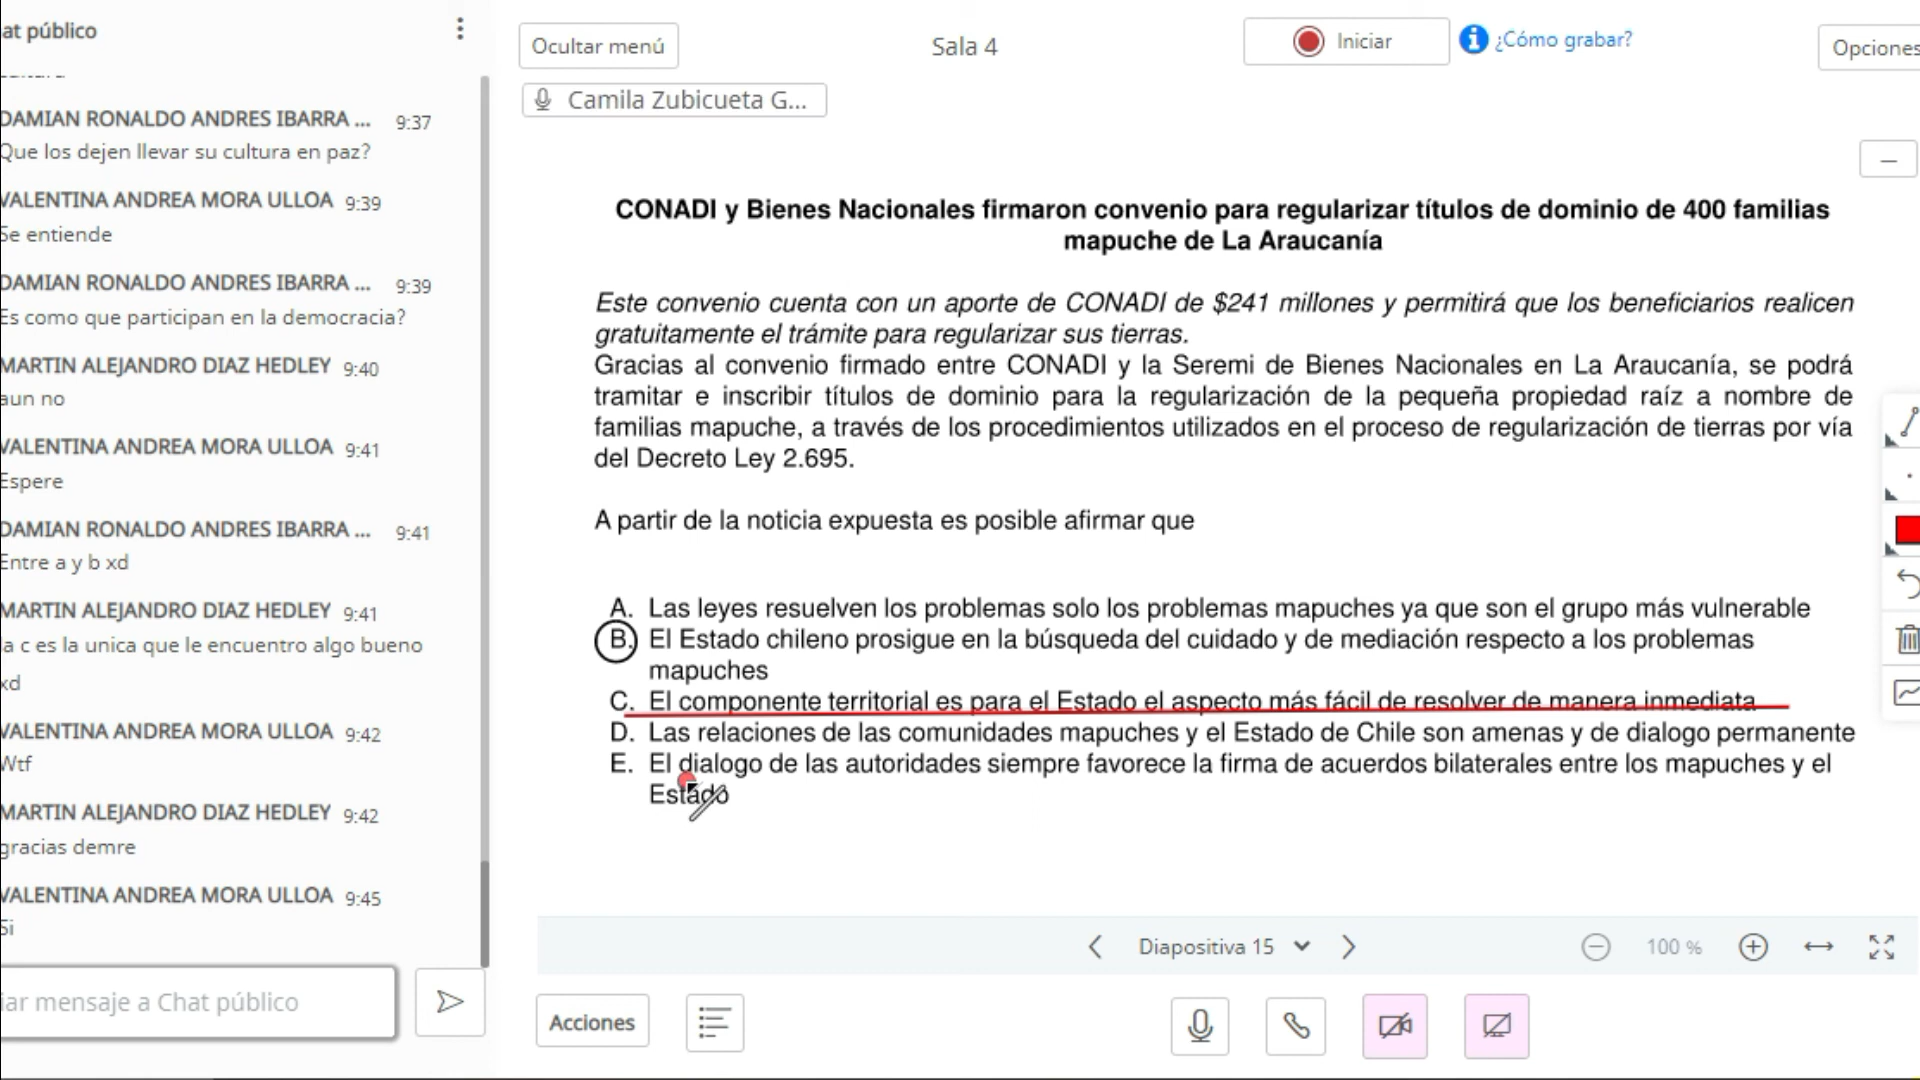 at público
DAMIAN RONALDO ANDRES IBARRA ... 9:37
Que los dejen llevar su cultura en paz?
VALENTINA ANDREA MORA ULLOA 9:39
Se entiende
DAMIAN RONALDO ANDRES IBARRA ... 9:39
Es como que participan en la democracia?
MARTIN ALEJANDRO DIAZ HEDLEY 9:40
aun no
VALENTINA ANDREA MORA ULLOA 9:41
Espere
DAMIAN RONALDO ANDRES IBARRA ... 9:41
Entre a y b xd
MARTIN ALEJANDRO DIAZ HEDLEY 9:41
la c es la unica que le encuentro algo bueno
xd
VALENTINA ANDREA MORA ULLOA 9:42
Wtf
MARTIN ALEJANDRO DIAZ HEDLEY 9:42
gracias demre
VALENTINA ANDREA MORA ULLOA 9:45
Si
iar mensaje a Chat público
Ocultar menú
Sala 4
Iniciar
¿Cómo grabar?
Opciones
Camila Zubicueta G...
CONADI y Bienes Nacionales firmaron convenio para regularizar títulos de dominio de 400 familias
mapuche de La Araucanía
Este convenio cuenta con un aporte de CONADI de $241 millones y permitirá que los beneficiarios realicen
gratuitamente el trámite para regularizar sus tierras.
Gracias al convenio firmado entre CONADI y la Seremi de Bienes Nacionales en La Araucanía, se podrá
tramitar e inscribir títulos de dominio para la regularización de la pequeña propiedad raíz a nombre de
familias mapuche, a través de los procedimientos utilizados en el proceso de regularización de tierras por vía
del Decreto Ley 2.695.
A partir de la noticia expuesta es posible afirmar que
A. Las leyes resuelven los problemas solo los problemas mapuches ya que son el grupo más vulnerable
B. El Estado chileno prosigue en la búsqueda del cuidado y de mediación respecto a los problemas
mapuches
C. El componente territorial es para el Estado el aspecto más fácil de resolver de manera inmediata
D. Las relaciones de las comunidades mapuches y el Estado de Chile son amenas y de dialogo permanente
E. El dialogo de las autoridades siempre favorece la firma de acuerdos bilaterales entre los mapuches y el
Estado
Diapositiva 15
100 %
Acciones